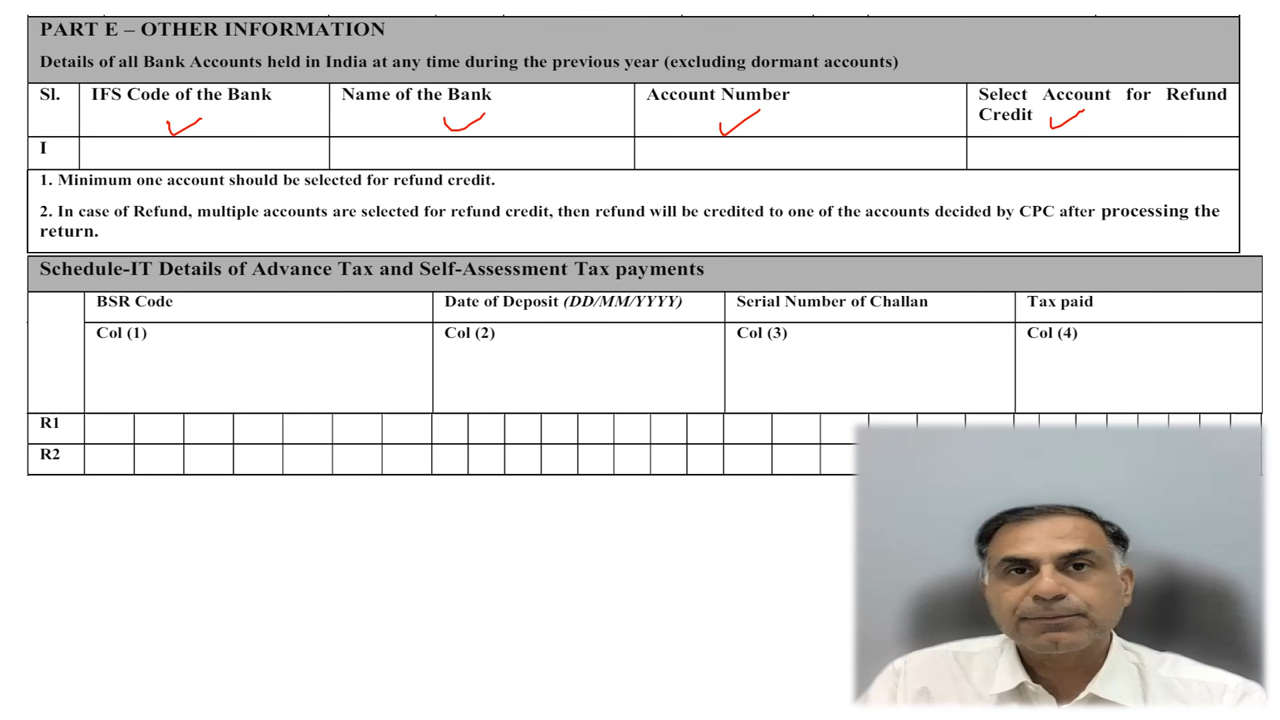 PART E – OTHER INFORMATION
Details of all Bank Accounts held in India at any time during the previous year (excluding dormant accounts)
Sl. IFS Code of the Bank Name of the Bank Account Number Select Account for Refund
Credit
I
1. Minimum one account should be selected for refund credit.
2. In case of Refund, multiple accounts are selected for refund credit, then refund will be credited to one of the accounts decided by CPC after processing the
return.
Schedule-IT Details of Advance Tax and Self-Assessment Tax payments
BSR Code Date of Deposit (DD/MM/YYYY) Serial Number of Challan Tax paid
Col (1) Col (2) Col (3) Col (4)
R1
R2